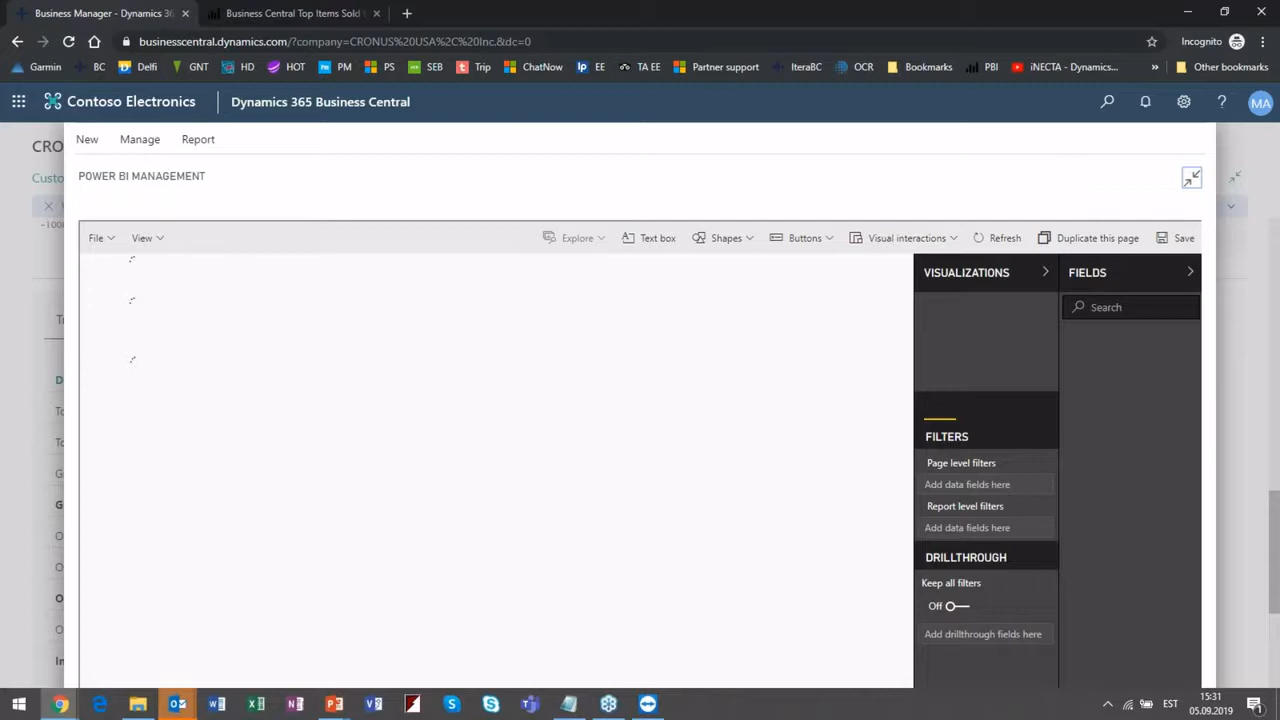 Business Manager - Dynamics 36
Business Central Top Items Sold
businesscentral.dynamics.com/?company=CRONUS%20USA%2C%20Inc.&dc=0
Incognito
Garmin
BC
Delfi
GNT
HD
HOT
PM
PS
SEB
Trip
ChatNow
EE
TA EE
Partner support
IteraBC
OCR
Bookmarks
PBI
iNECTA - Dynamics...
Other bookmarks
Contoso Electronics
Dynamics 365 Business Central
MA
New
Manage
Report
CRO
Custo
POWER BI MANAGEMENT
File
View
Explore
Text box
Shapes
Buttons
Visual interactions
Refresh
Duplicate this page
Save
VISUALIZATIONS
FIELDS
Search
FILTERS
Page level filters
Add data fields here
Report level filters
Add data fields here
DRILLTHROUGH
Keep all filters
Off
Add drillthrough fields here
EST
15:31
05.09.2019